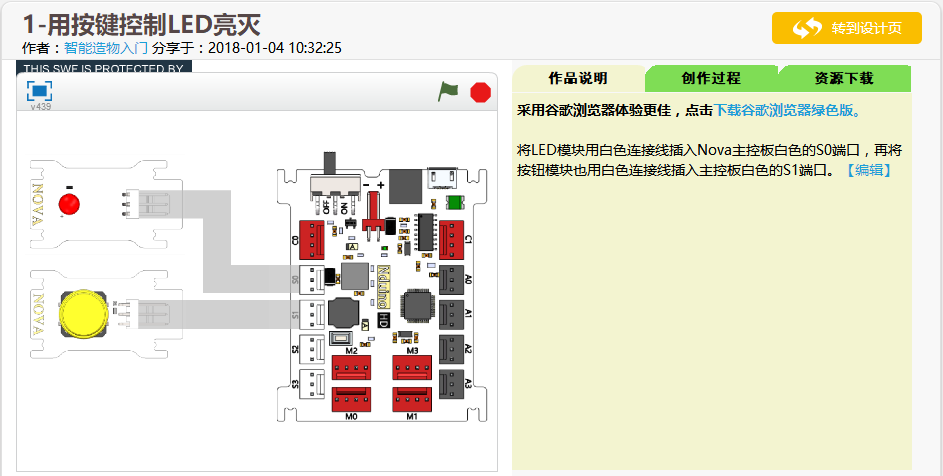 1-用按键控制LED亮灭
作者：智能造物入门 分享于：2018-01-04 10:32:25
转到设计页
THIS SWF IS PROTECTED BY
v439
作品说明
创作过程
资源下载
采用谷歌浏览器体验更佳，点击下载谷歌浏览器绿色版。
将LED模块用白色连接线插入Nova主控板白色的S0端口，再将
按钮模块也用白色连接线插入主控板白色的S1端口。【编辑】
NOVA
NOVA
- +
OFF
ON
C0
C1
S0
A0
S1
A1
S2
A2
S3
A3
Nduino
HD
A
A
M2
M3
M0
M1